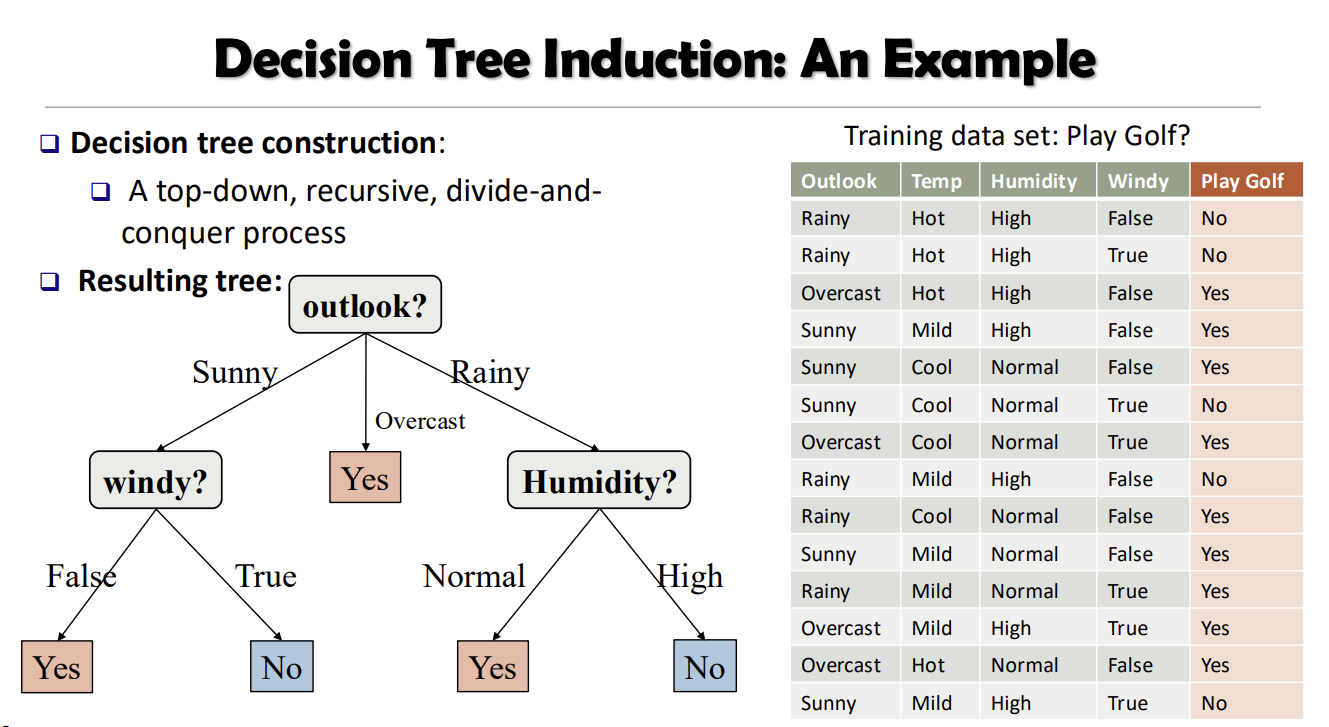 Decision Tree Induction: An Example
Decision tree construction:
A top-down, recursive, divide-and-
conquer process
Resulting tree:
outlook?
Sunny
Overcast
Rainy
windy?
Yes
Humidity?
False
True
Normal
High
Yes
No
Yes
No
Training data set: Play Golf?
Outlook Temp Humidity Windy Play Golf
Rainy Hot High False No
Rainy Hot High True No
Overcast Hot High False Yes
Sunny Mild High False Yes
Sunny Cool Normal False Yes
Sunny Cool Normal True No
Overcast Cool Normal True Yes
Rainy Mild High False No
Rainy Cool Normal False Yes
Sunny Mild Normal False Yes
Rainy Mild Normal True Yes
Overcast Mild High True Yes
Overcast Hot Normal False Yes
Sunny Mild High True No